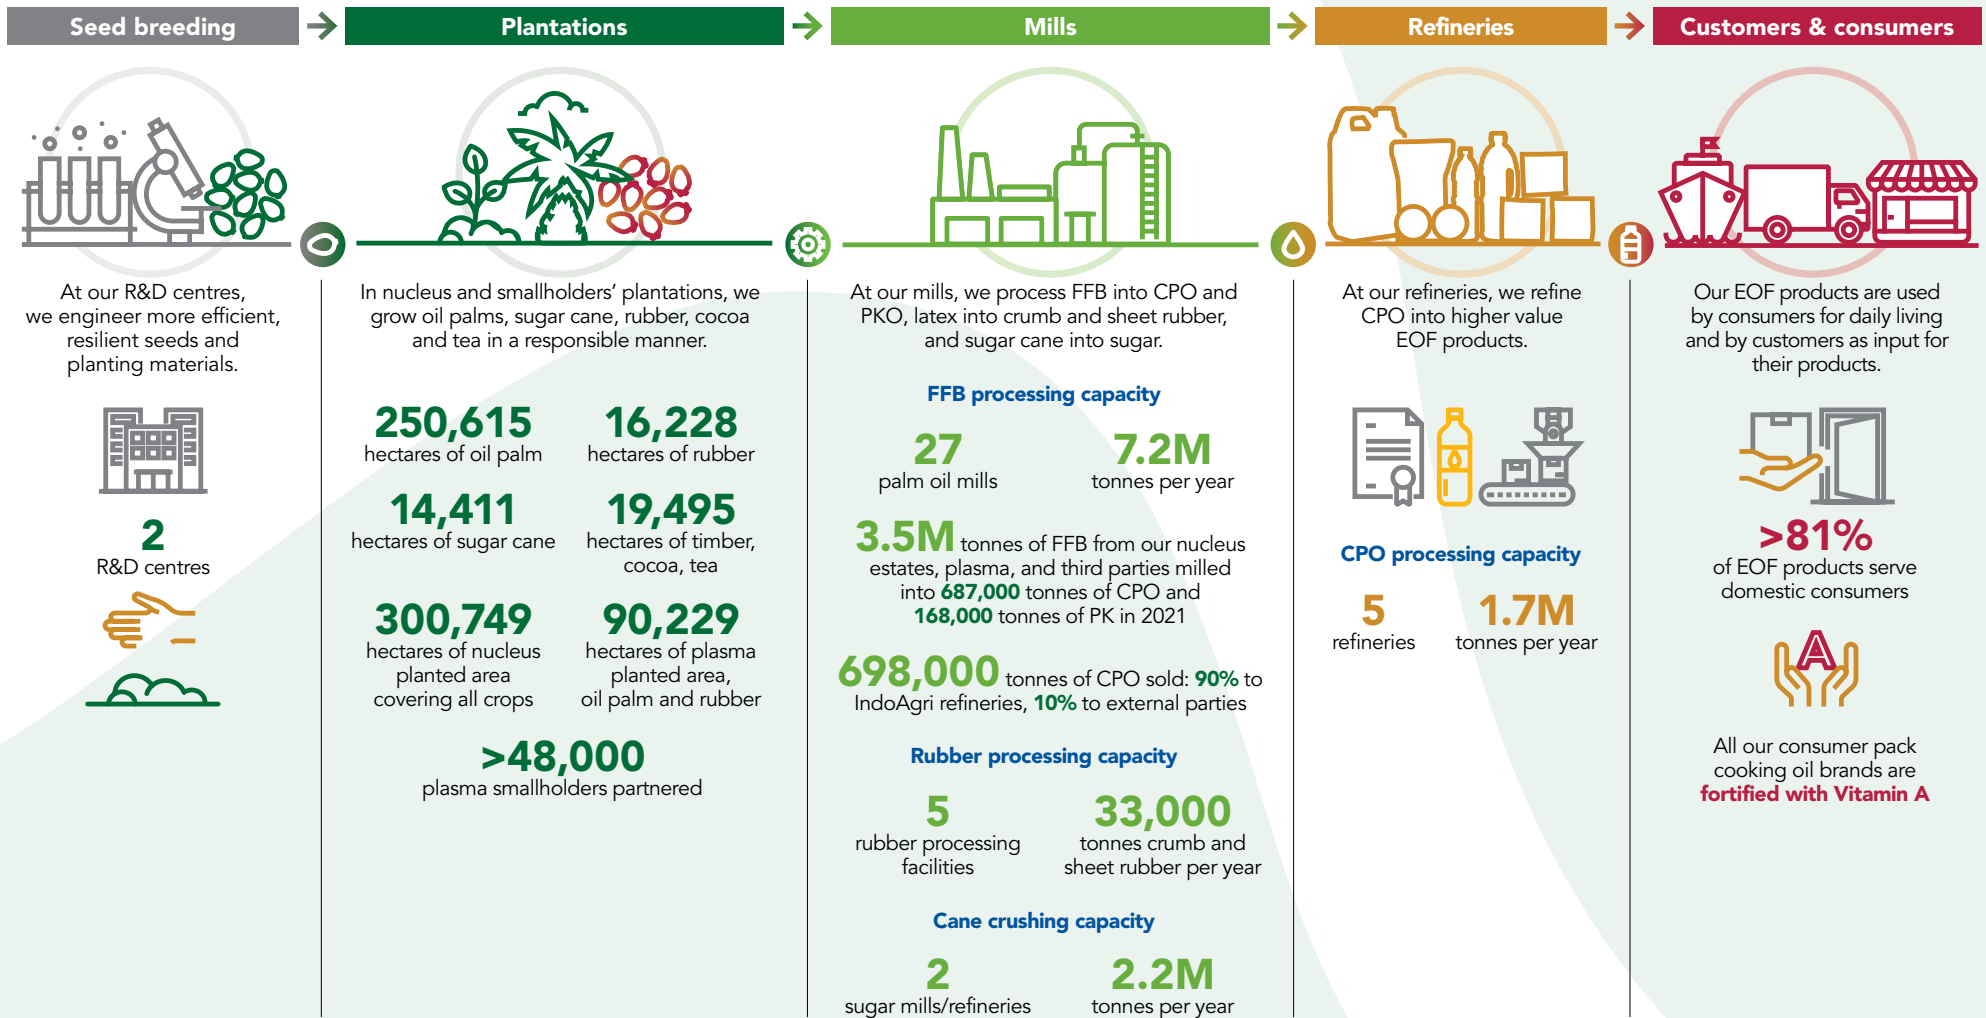 Seed breeding
Plantations
Mills
Refineries
Customers & consumers
At our R&D centres,
we engineer more efficient,
resilient seeds and
planting materials.
2
R&D centres
In nucleus and smallholders’ plantations, we
grow oil palms, sugar cane, rubber, cocoa
and tea in a responsible manner.
250,615
hectares of oil palm
16,228
hectares of rubber
14,411
hectares of sugar cane
19,495
hectares of timber,
cocoa, tea
300,749
hectares of nucleus
planted area
covering all crops
90,229
hectares of plasma
planted area,
oil palm and rubber
>48,000
plasma smallholders partnered
At our mills, we process FFB into CPO and
PKO, latex into crumb and sheet rubber,
and sugar cane into sugar.
FFB processing capacity
27
palm oil mills
7.2M
tonnes per year
3.5M tonnes of FFB from our nucleus
estates, plasma, and third parties milled
into 687,000 tonnes of CPO and
168,000 tonnes of PK in 2021
698,000 tonnes of CPO sold: 90% to
IndoAgri refineries, 10% to external parties
Rubber processing capacity
5
rubber processing
facilities
33,000
tonnes crumb and
sheet rubber per year
Cane crushing capacity
2
sugar mills/refineries
2.2M
tonnes per year
At our refineries, we refine
CPO into higher value
EOF products.
CPO processing capacity
5
refineries
1.7M
tonnes per year
Our EOF products are used
by consumers for daily living
and by customers as input for
their products.
>81%
of EOF products serve
domestic consumers
A
All our consumer pack
cooking oil brands are
fortified with Vitamin A